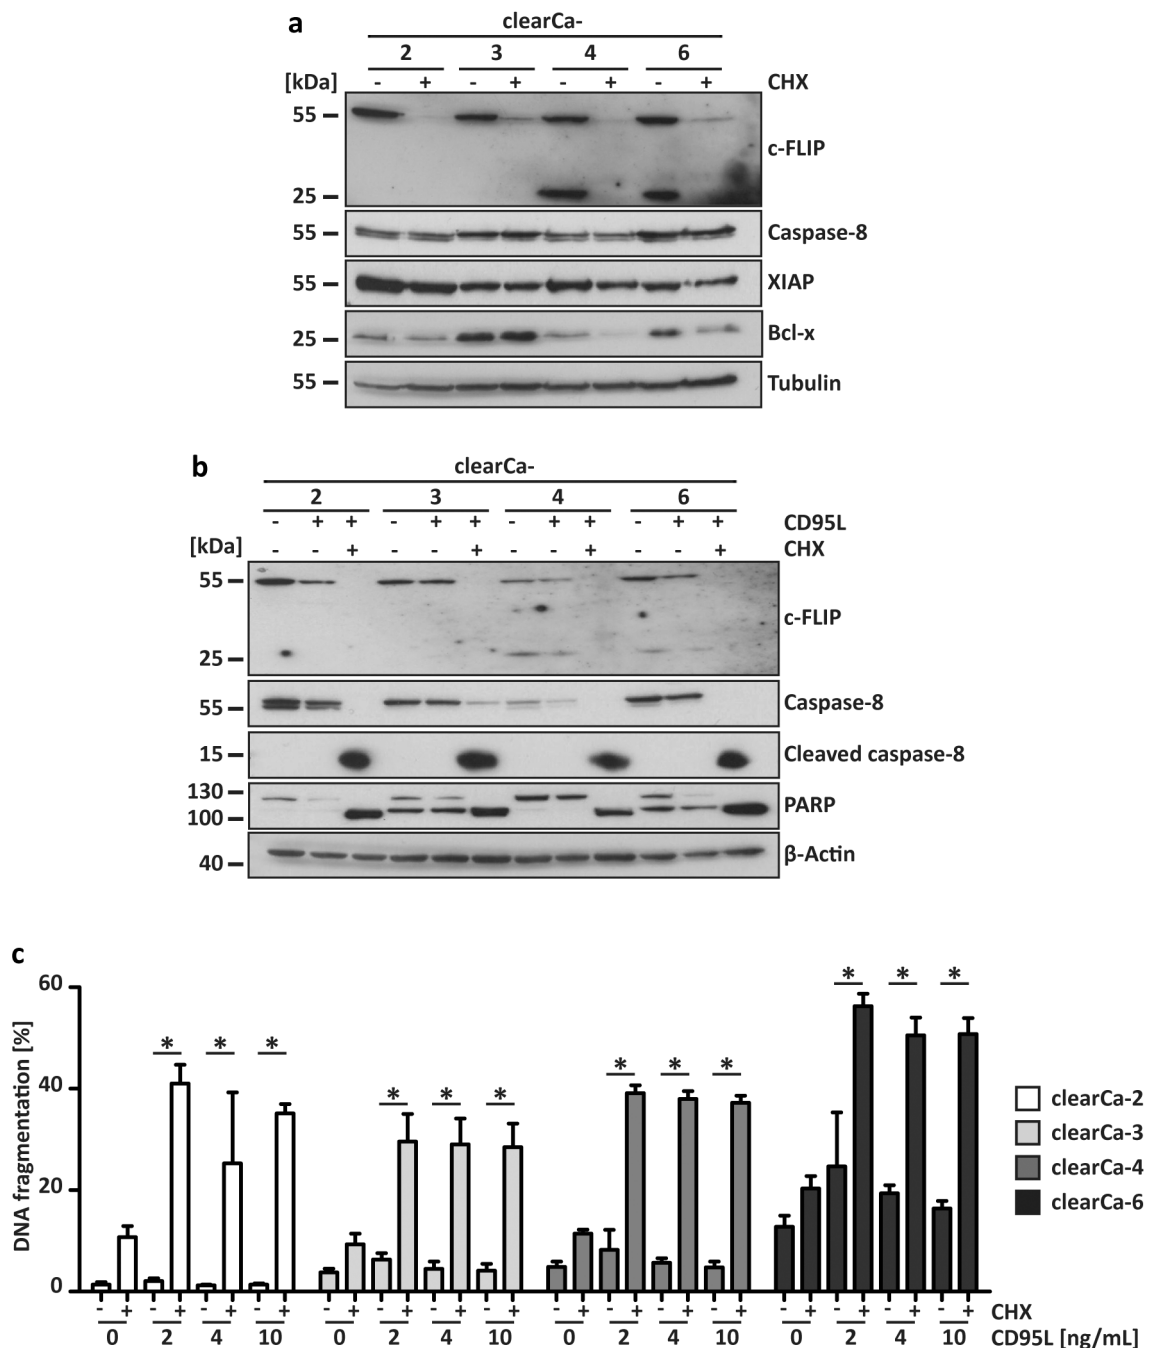 a
clearCa-
2 3 4 6
[kDa] - + - + - + - + CHX
55
c-FLIP
25
55 Caspase-8
55 XIAP
25 Bcl-x
55 Tubulin
b
clearCa-
2 3 4 6
- + + - + + - + + - + + CD95L
[kDa] - - + - - + - - + - - + CHX
55
c-FLIP
25
55 Caspase-8
15 Cleaved caspase-8
130
PARP
100
40 β-Actin
c
DNA fragmentation [%]
60
40
20
0
* * * * * * * * * * * *
clearCa-2
clearCa-3
clearCa-4
clearCa-6
- + - + - + - + - + - + - + - + - + - + - + - + - + - + - + - + CHX
0 2 4 10 0 2 4 10 0 2 4 10 0 2 4 10 CD95L [ng/mL]